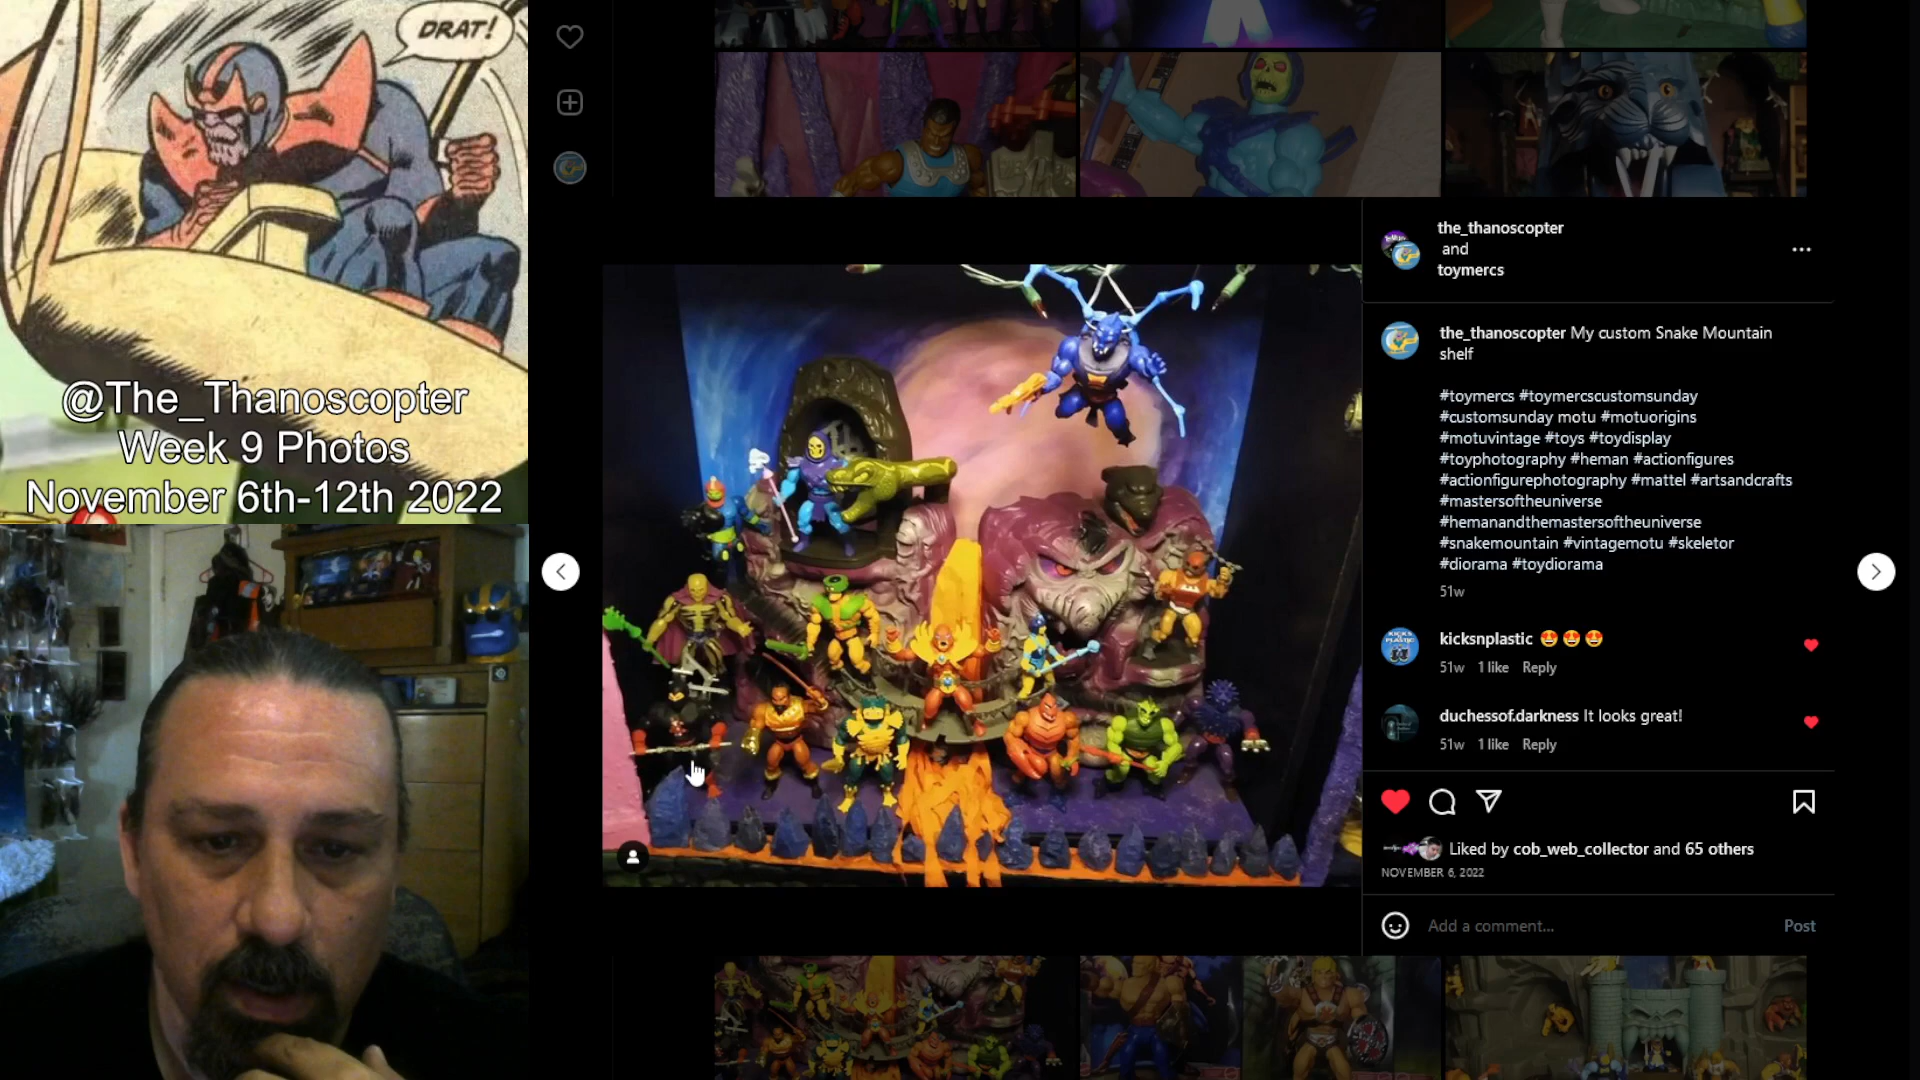 DRAT!
@The_Thanoscopter
Week 9 Photos
November 6th-12th 2022
the_thanoscopter
and
toymercs
the_thanoscopter My custom Snake Mountain
shelf
#toymercs #toymercscustomsunday
#customsunday motu #motuorigins
#motuvintage #toys #toydisplay
#toyphotography #heman #actionfigures
#actionfigurephotography #mattel #artsandcrafts
#mastersoftheuniverse
#hemanandthemastersoftheuniverse
#snakemountain #vintagemotu #skeletor
#diorama #toydiorama
51w
kicksnplastic 😍😍😍
51w 1 like Reply
duchessof.darkness It looks great!
51w 1 like Reply
Liked by cob_web_collector and 65 others
NOVEMBER 6, 2022
Add a comment...
Post